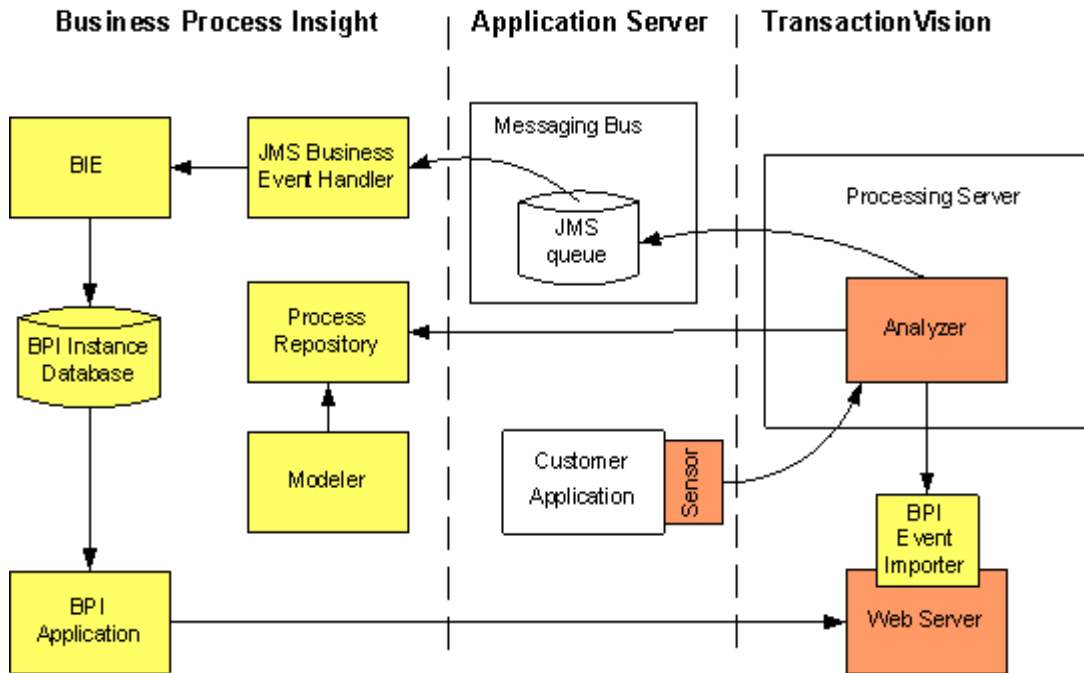 Business Process Insight
Application Server
TransactionVision
BIE
JMS Business
Event Handler
Messaging Bus
JMS
queue
Processing Server
BPI Instance
Database
Process
Repository
Analyzer
Modeler
Customer
Application
Sensor
BPI
Event
Importer
BPI
Application
Web Server